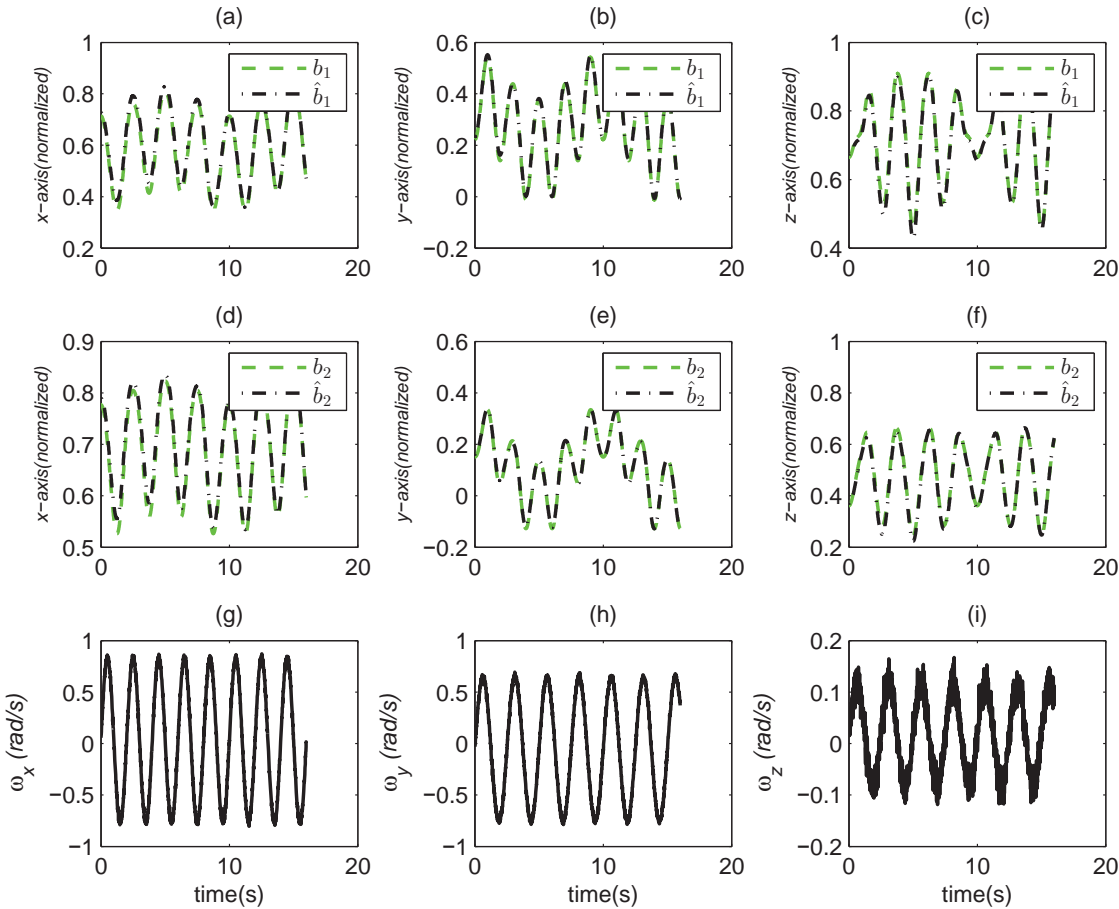 (a)
x−axis(normalized)
1
0.8
0.6
0.4
0.2
0
10
20
b₁
b̂₁
(b)
y−axis(normalized)
0.6
0.4
0.2
0
−0.2
0
10
20
b₁
b̂₁
(c)
z−axis(normalized)
1
0.8
0.6
0.4
0
10
20
b₁
b̂₁
(d)
x−axis(normalized)
0.9
0.8
0.7
0.6
0.5
0
10
20
b₂
b̂₂
(e)
y−axis(normalized)
0.6
0.4
0.2
0
−0.2
0
10
20
b₂
b̂₂
(f)
z−axis(normalized)
1
0.8
0.6
0.4
0.2
0
10
20
b₂
b̂₂
(g)
ωₓ (rad/s)
1
0.5
0
−0.5
−1
0
10
20
time(s)
(h)
ω_y (rad/s)
1
0.5
0
−0.5
−1
0
10
20
time(s)
(i)
ω_z (rad/s)
0.2
0.1
0
−0.1
−0.2
0
10
20
time(s)